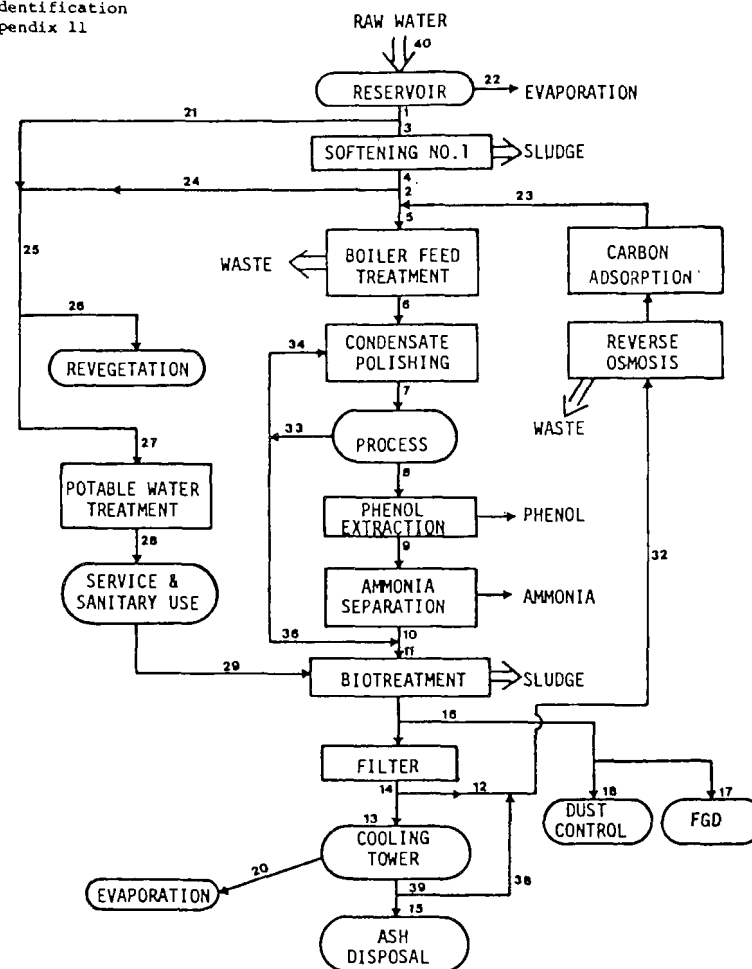 dentification
pendix 11
RAW WATER
40
RESERVOIR
22
EVAPORATION
1
21
3
SOFTENING NO.1
SLUDGE
4
24
2
23
5
25
WASTE
BOILER FEED
TREATMENT
CARBON
ADSORPTION
6
26
34
CONDENSATE
POLISHING
REVERSE
OSMOSIS
REVEGETATION
7
WASTE
33
PROCESS
27
8
POTABLE WATER
TREATMENT
PHENOL
EXTRACTION
PHENOL
32
28
9
SERVICE &
SANITARY USE
AMMONIA
SEPARATION
AMMONIA
36
10
11
29
BIOTREATMENT
SLUDGE
16
FILTER
14
12
18
17
13
DUST
CONTROL
FGD
COOLING
TOWER
20
38
EVAPORATION
39
15
ASH
DISPOSAL